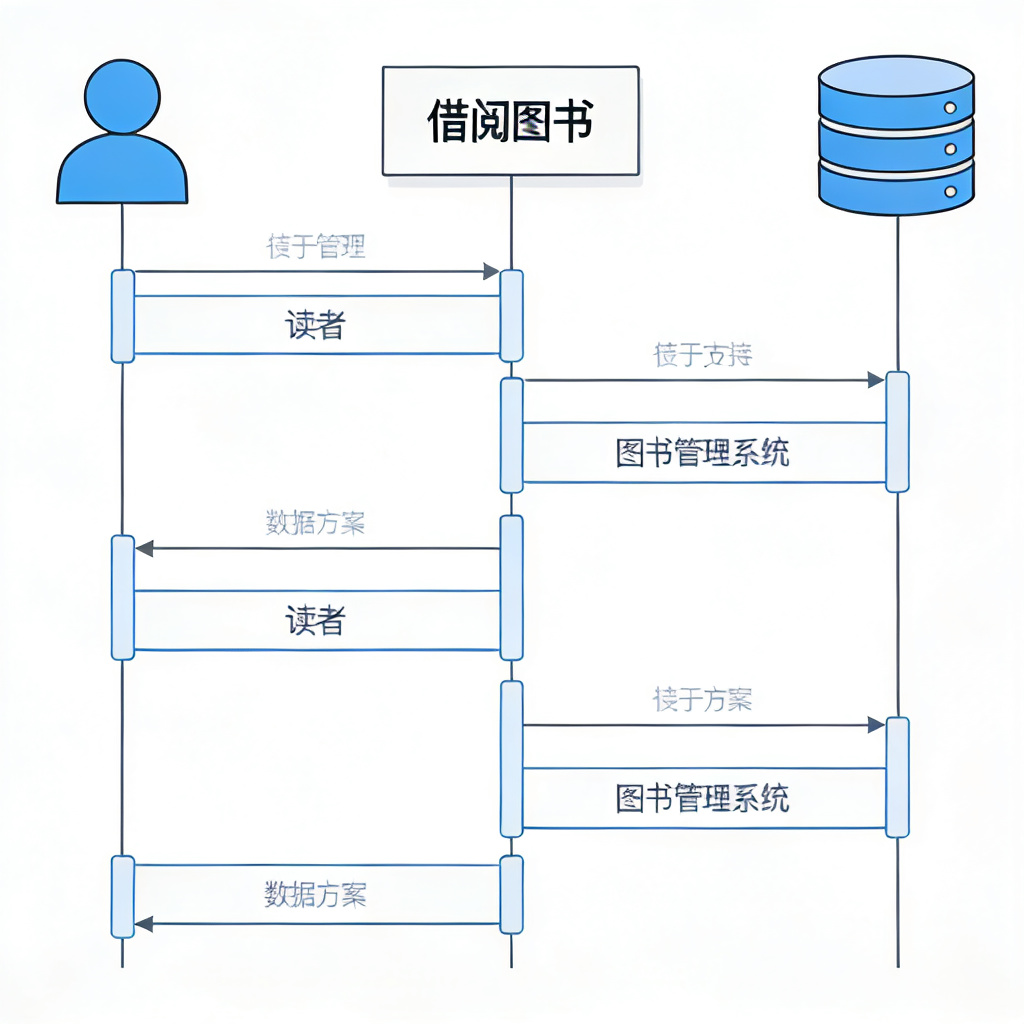 借阅图书
于管理
读者
于支
图书管理系统
数据方案
读者
于方案
图书管理系统
数据方案